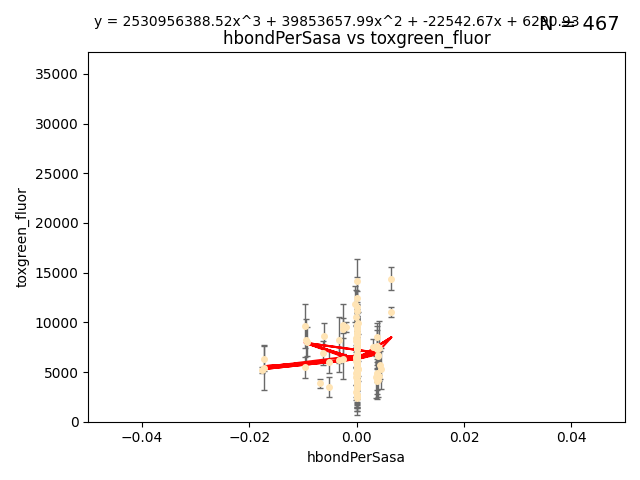 y = 2530956388.52x^3 + 39853657.99x^2 + -22542.67x + 6290.93
N = 467
hbondPerSasa vs toxgreen_fluor
35000
30000
25000
20000
15000
10000
5000
0
toxgreen_fluor
−0.04
−0.02
0.00
0.02
0.04
hbondPerSasa